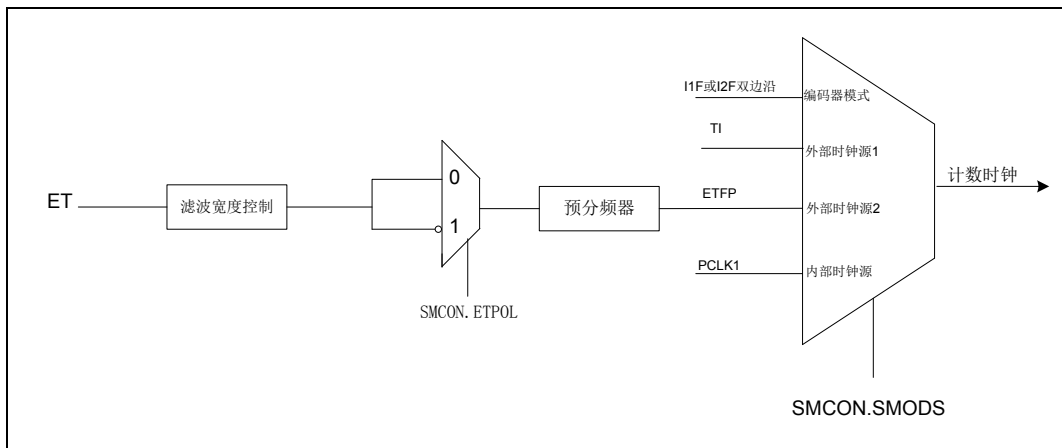 I1F或I2F双边沿
编码器模式
TI
外部时钟源1
ET
滤波宽度控制
0
1
预分频器
ETFP
外部时钟源2
计数时钟
PCLK1
内部时钟源
SMCON.ETPOL
SMCON.SMODS